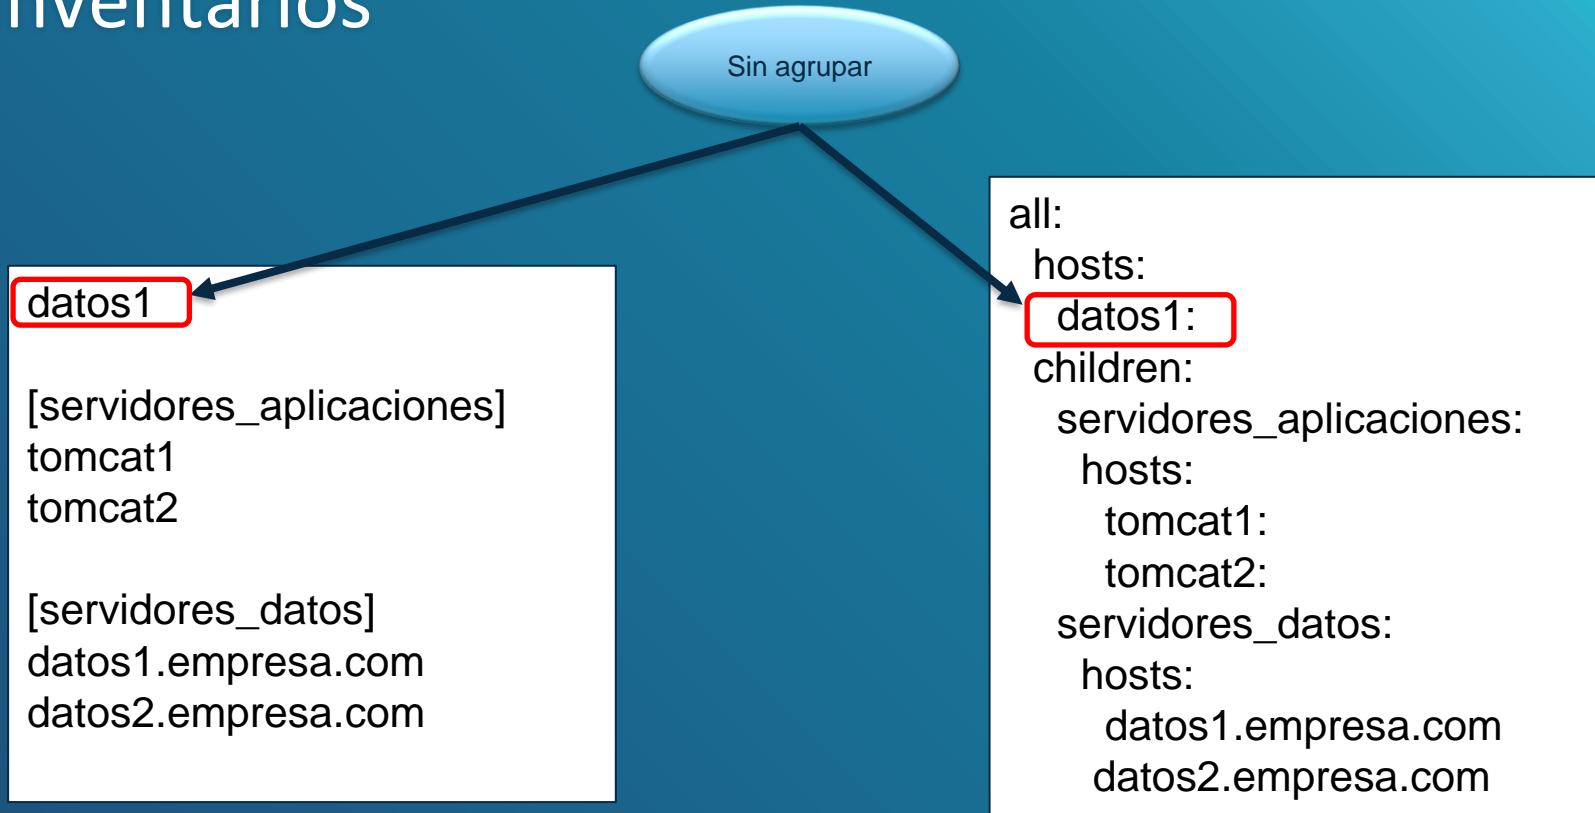 nventarios
Sin agrupar
datos1
[servidores_aplicaciones]
tomcat1
tomcat2
[servidores_datos]
datos1.empresa.com
datos2.empresa.com
all:
hosts:
datos1:
children:
servidores_aplicaciones:
hosts:
tomcat1:
tomcat2:
servidores_datos:
hosts:
datos1.empresa.com
datos2.empresa.com